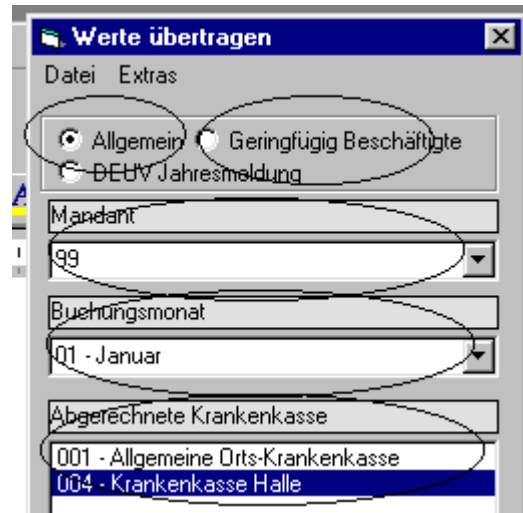 Werte übertragen
Datei Extras
Allgemein Geringfügig Beschäftigte
DEUV Jahresmeldung
A
Mandant
99
Buchungsmonat
01 - Januar
Abgerechnete Krankenkasse
001 - Allgemeine Orts-Krankenkasse
004 - Krankenkasse Halle